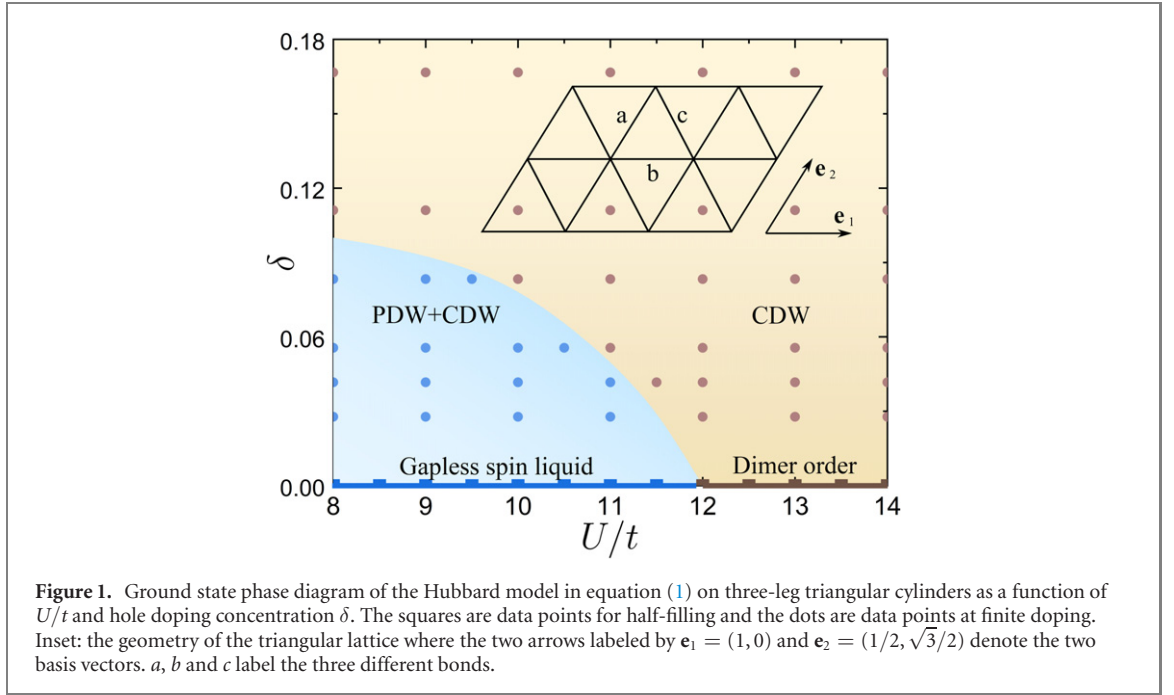 0.18
a
c
b
0.12
e₂
e₁
δ
PDW+CDW
CDW
0.06
Gapless spin liquid
Dimer order
0.00
8 9 10 11 12 13 14
U/t
Figure 1. Ground state phase diagram of the Hubbard model in equation (1) on three-leg triangular cylinders as a function of
U/t and hole doping concentration δ. The squares are data points for half-filling and the dots are data points at finite doping.
Inset: the geometry of the triangular lattice where the two arrows labeled by e₁ = (1, 0) and e₂ = (1/2, √3/2) denote the two
basis vectors. a, b and c label the three different bonds.